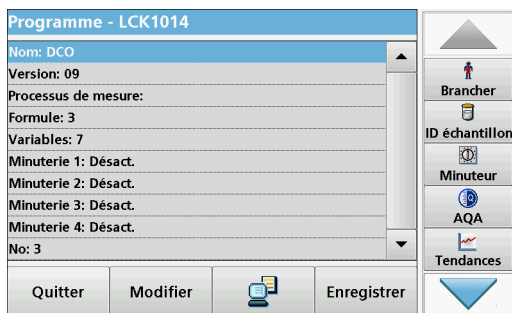 Programme - LCK1014
Nom: DCO
Version: 09
Processus de mesure:
Formule: 3
Variables: 7
Minuterie 1: Désact.
Minuterie 2: Désact.
Minuterie 3: Désact.
Minuterie 4: Désact.
No: 3
Quitter
Modifier
Enregistrer
Brancher
ID échantillon
Minuteur
AQA
Tendances